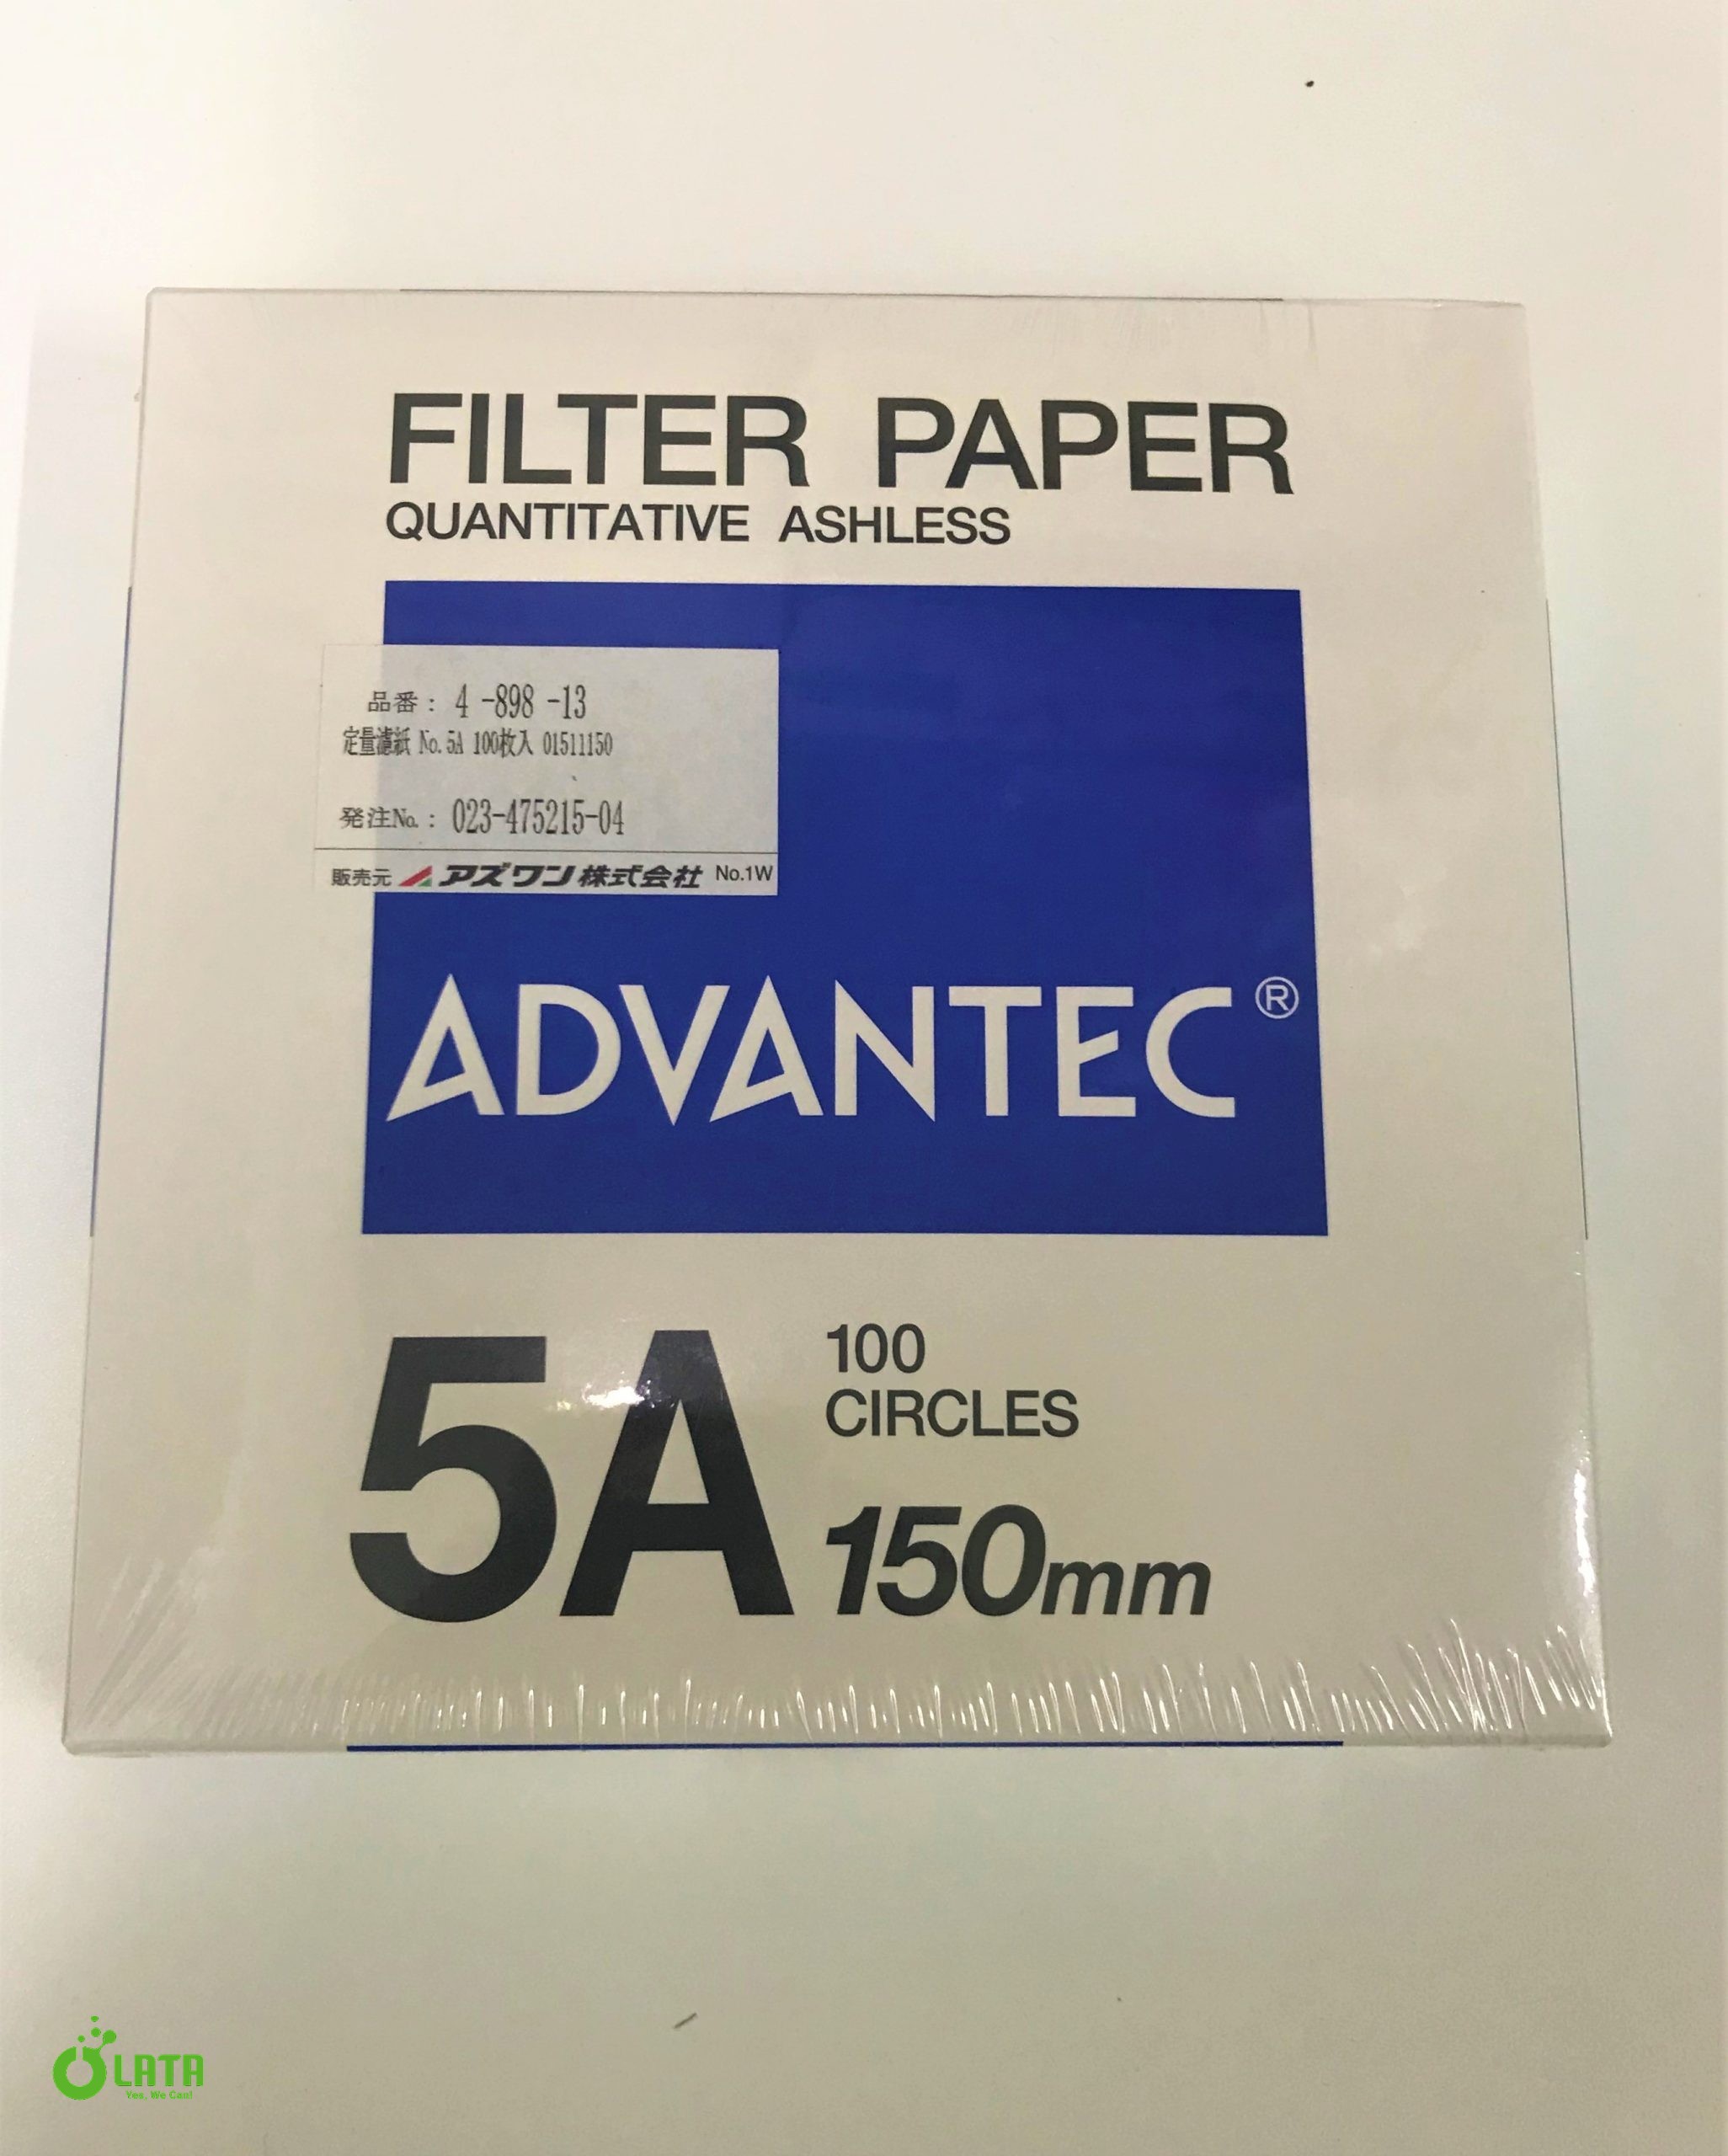 FILTER PAPER
QUANTITATIVE ASHLESS
品番： 4 -898 -13
定量濾紙 No.5A 100枚入 01511150
発注No.： 023-475215-04
販売元 アズワン株式会社 No.1W
ADVANTEC®
5A
100
CIRCLES
150mm
LATA
Yes, We Can!